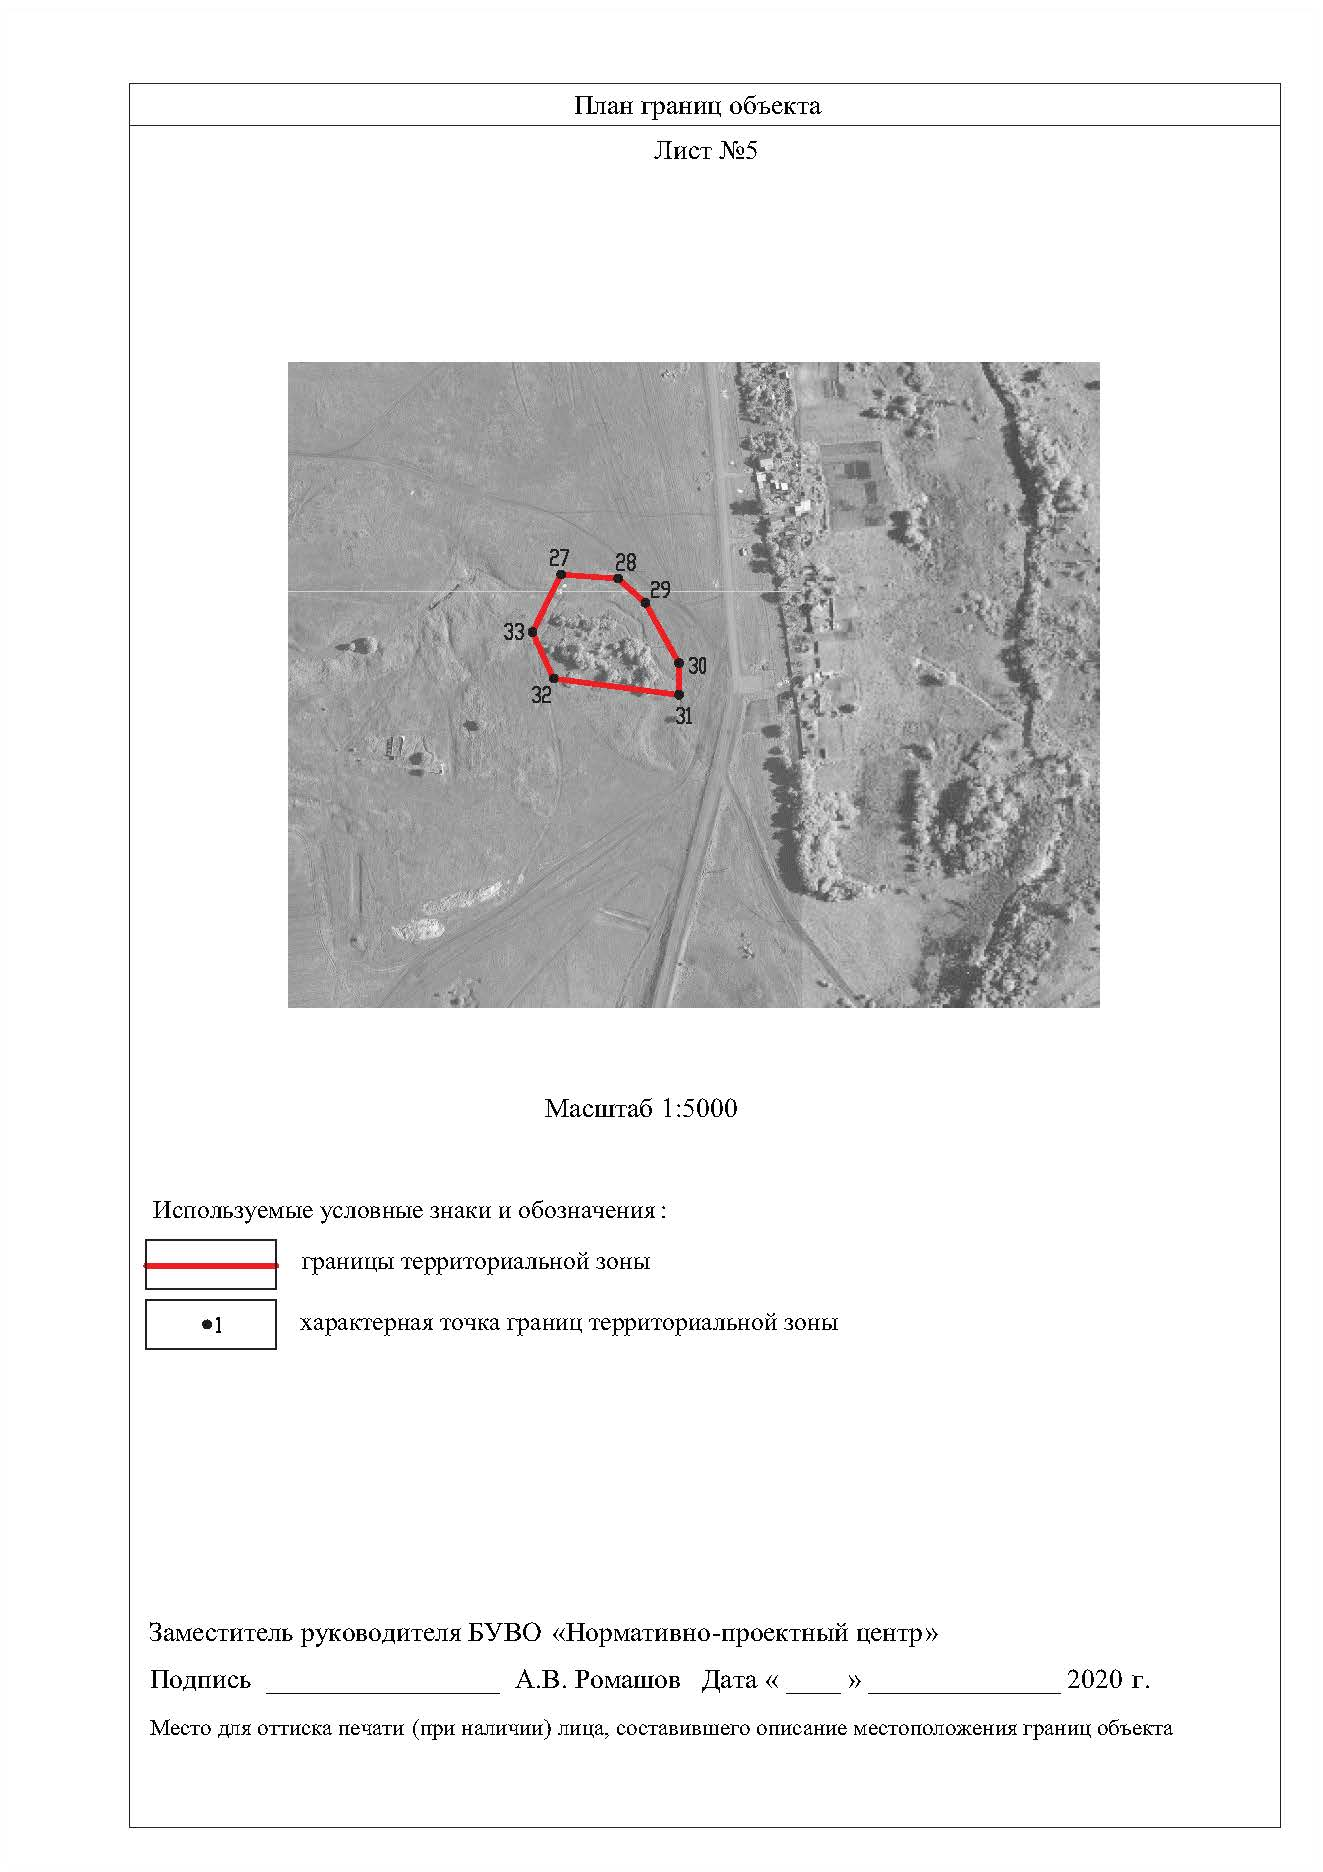 План границ объекта
Лист №5
27
28
29
33
30
32
31
Масштаб 1:5000
Используемые условные знаки и обозначения:
границы территориальной зоны
1
характерная точка границ территориальной зоны
Заместитель руководителя БУВО «Нормативно-проектный центр»
Подпись _________________ А.В. Ромашов Дата « ____ » ______________ 2020 г.
Место для оттиска печати (при наличии) лица, составившего описание местоположения границ объекта